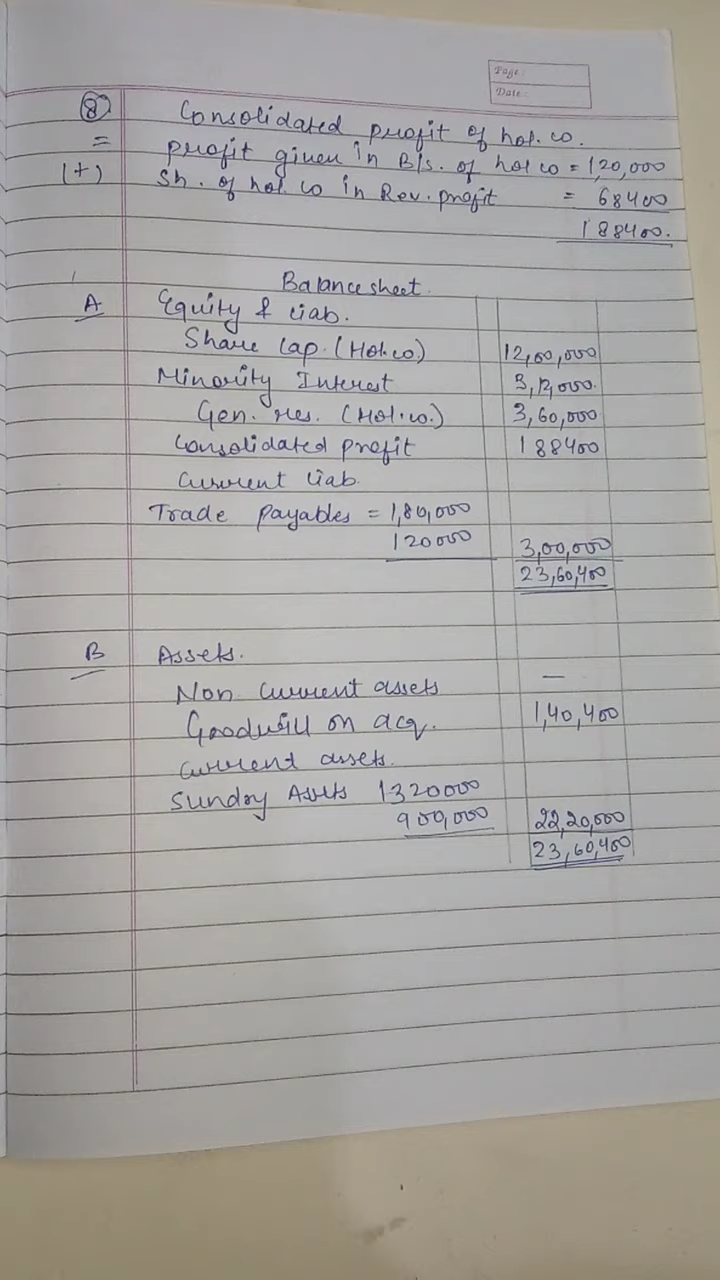 Page:
Date:
⑧ Consolidated profit of hol. co.
= profit given in B/s. of hol co = 1,20,000
(+) Sh. of hol. co in Rev. profit = 68400
188400.
Balance sheet.
A Equity & Liab.
Share Cap. (Hol.co.) 12,00,000
Minority Interest 3,12,000.
Gen. res. (Hol.co.) 3,60,000
Consolidated profit 188400
Current Liab.
Trade payables = 1,80,000
120000 3,00,000
23,60,400
B Assets.
Non Current assets —
Goodwill on acq. 1,40,400
Current assets.
Sundry Assets 1320000
900,000 22,20,000
23,60,400